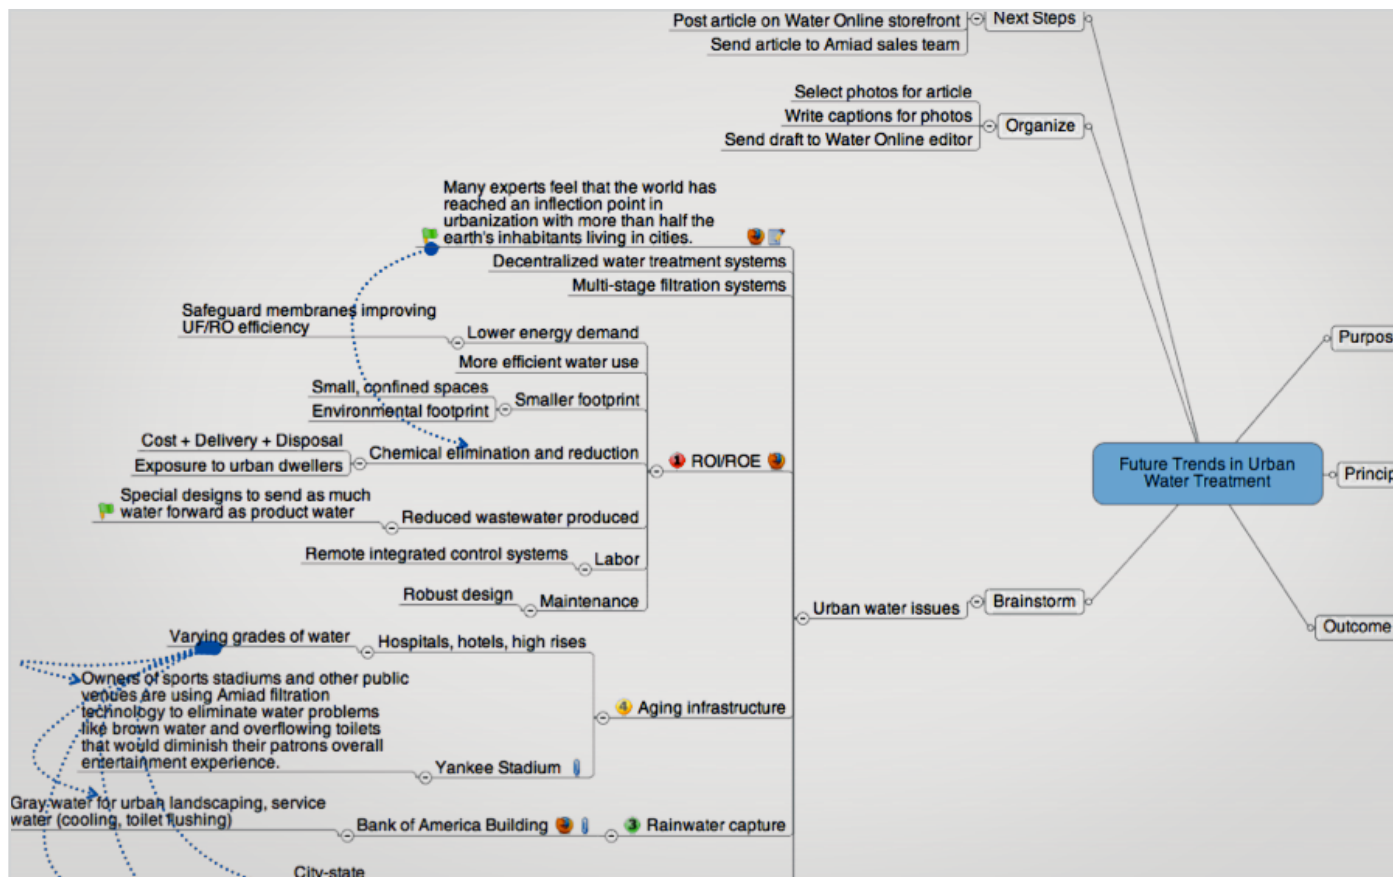 Post article on Water Online storefront
Send article to Amiad sales team
Next Steps
Select photos for article
Write captions for photos
Send draft to Water Online editor
Organize
Many experts feel that the world has
reached an inflection point in
urbanization with more than half the
earth's inhabitants living in cities.
Decentralized water treatment systems
Multi-stage filtration systems
Safeguard membranes improving
UF/RO efficiency
Lower energy demand
More efficient water use
Small, confined spaces
Environmental footprint
Smaller footprint
Cost + Delivery + Disposal
Exposure to urban dwellers
Chemical elimination and reduction
1 ROI/ROE
Special designs to send as much
water forward as product water
Reduced wastewater produced
Remote integrated control systems
Labor
Robust design
Maintenance
Urban water issues
Brainstorm
Future Trends in Urban
Water Treatment
Purpos
Princip
Outcome
Varying grades of water
Hospitals, hotels, high rises
Owners of sports stadiums and other public
venues are using Amiad filtration
technology to eliminate water problems
like brown water and overflowing toilets
that would diminish their patrons overall
entertainment experience.
Yankee Stadium
4 Aging infrastructure
Gray water for urban landscaping, service
water (cooling, toilet flushing)
Bank of America Building
3 Rainwater capture
City-state